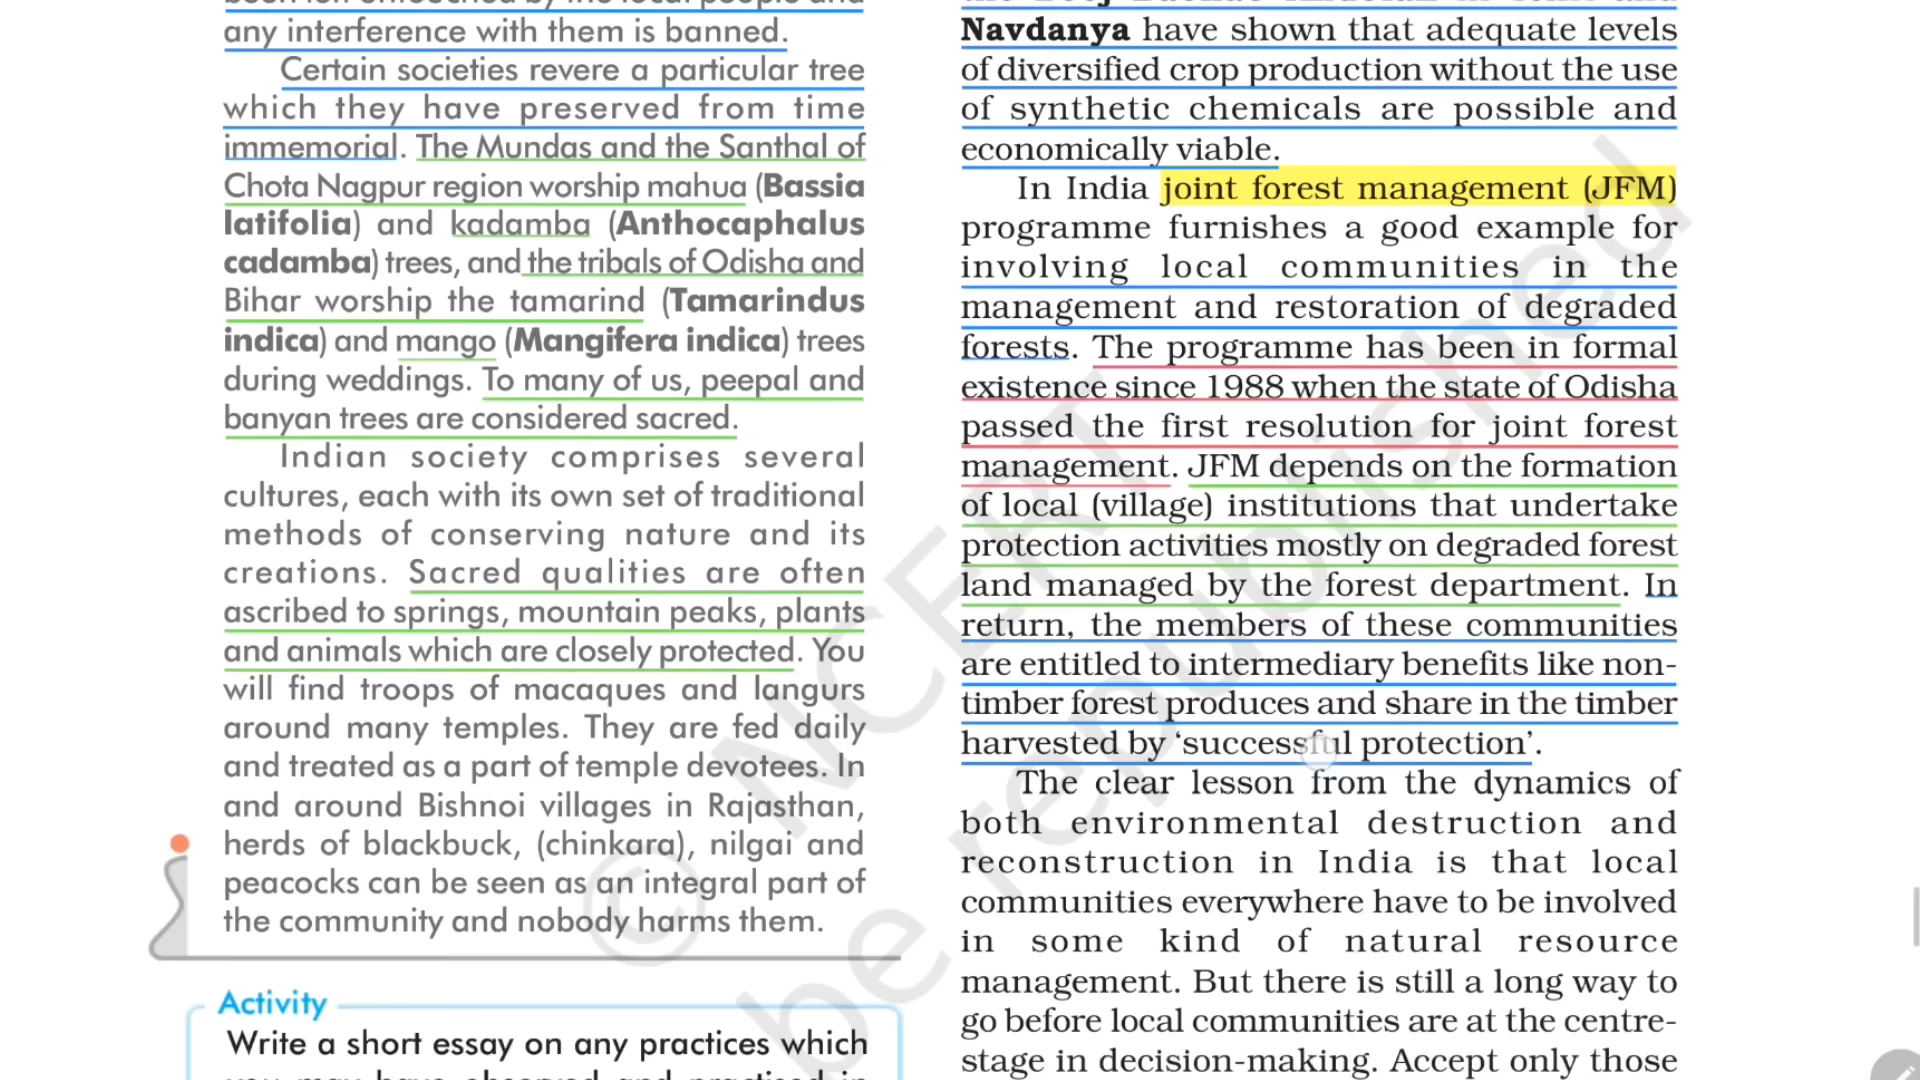 any interference with them is banned.
Certain societies revere a particular tree
which they have preserved from time
immemorial. The Mundas and the Santhal of
Chota Nagpur region worship mahua (Bassia
latifolia) and kadamba (Anthocaphalus
cadamba) trees, and the tribals of Odisha and
Bihar worship the tamarind (Tamarindus
indica) and mango (Mangifera indica) trees
during weddings. To many of us, peepal and
banyan trees are considered sacred.
Indian society comprises several
cultures, each with its own set of traditional
methods of conserving nature and its
creations. Sacred qualities are often
ascribed to springs, mountain peaks, plants
and animals which are closely protected. You
will find troops of macaques and langurs
around many temples. They are fed daily
and treated as a part of temple devotees. In
and around Bishnoi villages in Rajasthan,
herds of blackbuck, (chinkara), nilgai and
peacocks can be seen as an integral part of
the community and nobody harms them.
Activity
Write a short essay on any practices which
Navdanya have shown that adequate levels
of diversified crop production without the use
of synthetic chemicals are possible and
economically viable.
In India joint forest management (JFM)
programme furnishes a good example for
involving local communities in the
management and restoration of degraded
forests. The programme has been in formal
existence since 1988 when the state of Odisha
passed the first resolution for joint forest
management. JFM depends on the formation
of local (village) institutions that undertake
protection activities mostly on degraded forest
land managed by the forest department. In
return, the members of these communities
are entitled to intermediary benefits like non-
timber forest produces and share in the timber
harvested by ‘successful protection’.
The clear lesson from the dynamics of
both environmental destruction and
reconstruction in India is that local
communities everywhere have to be involved
in some kind of natural resource
management. But there is still a long way to
go before local communities are at the centre-
stage in decision-making. Accept only those
© NCERT
be republished